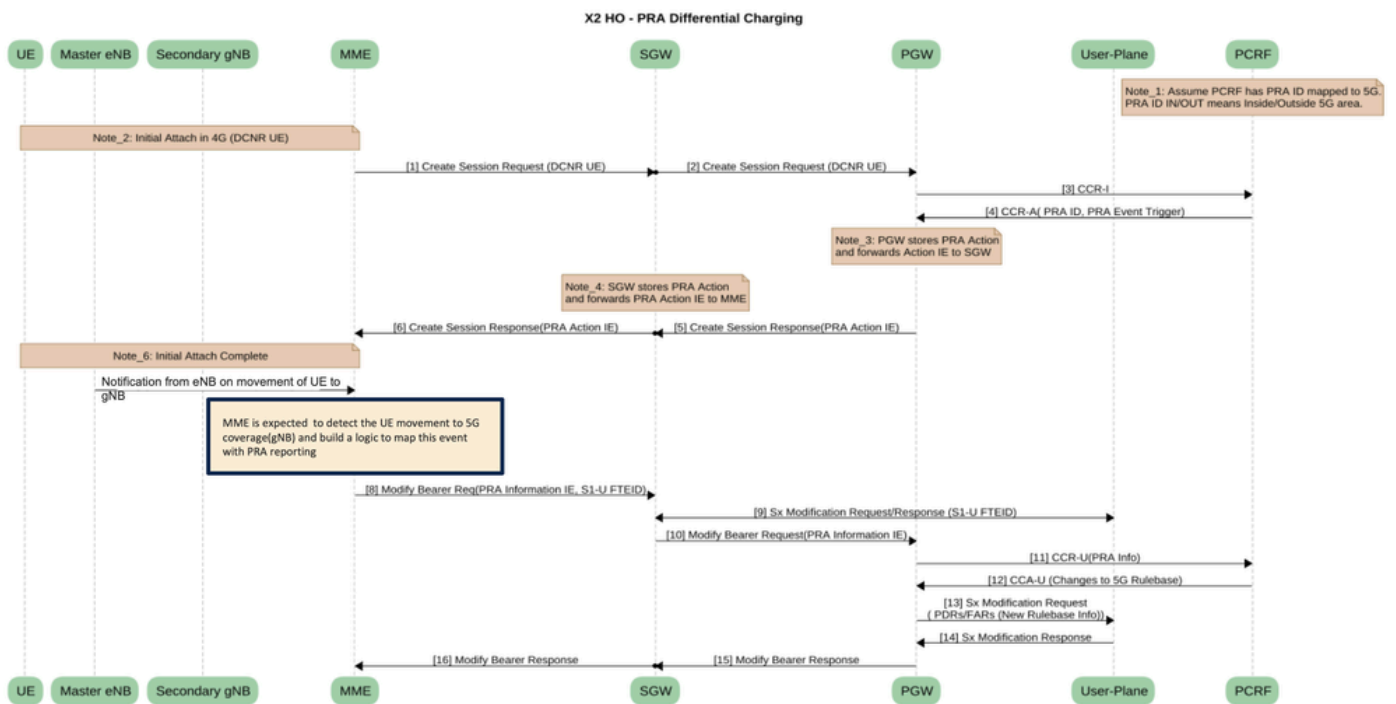 X2 HO - PRA Differential Charging
UE
Master eNB
Secondary gNB
MME
SGW
PGW
User-Plane
PCRF
Note_1: Assume PCRF has PRA ID mapped to 5G.
PRA ID IN/OUT means Inside/Outside 5G area.
Note_2: Initial Attach in 4G (DCNR UE)
[1] Create Session Request (DCNR UE)
[2] Create Session Request (DCNR UE)
[3] CCR-I
[4] CCR-A( PRA ID, PRA Event Trigger)
Note_3: PGW stores PRA Action
and forwards Action IE to SGW
Note_4: SGW stores PRA Action
and forwards PRA Action IE to MME
[6] Create Session Response(PRA Action IE)
[5] Create Session Response(PRA Action IE)
Note_6: Initial Attach Complete
Notification from eNB on movement of UE to
gNB
MME is expected to detect the UE movement to 5G
coverage(gNB) and build a logic to map this event
with PRA reporting
[8] Modify Bearer Req(PRA Information IE, S1-U FTEID)
[9] Sx Modification Request/Response (S1-U FTEID)
[10] Modify Bearer Request(PRA Information IE)
[11] CCR-U(PRA Info)
[12] CCA-U (Changes to 5G Rulebase)
[13] Sx Modification Request
( PDRs/FARs (New Rulebase Info))
[14] Sx Modification Response
[16] Modify Bearer Response
[15] Modify Bearer Response
UE
Master eNB
Secondary gNB
MME
SGW
PGW
User-Plane
PCRF